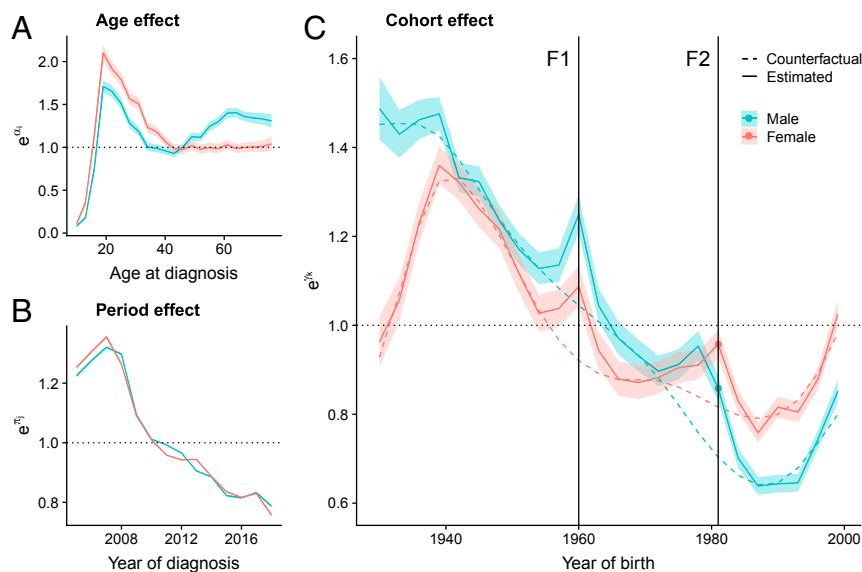 A Age effect
2.0
1.5
1.0
0.5
0.0
e^αi
20 40 60
Age at diagnosis
B Period effect
1.2
1.0
0.8
e^πj
2008 2012 2016
Year of diagnosis
C Cohort effect
1.6
1.4
1.2
1.0
0.8
0.6
e^γk
F1 F2
Counterfactual
Estimated
Male
Female
1940 1960 1980 2000
Year of birth